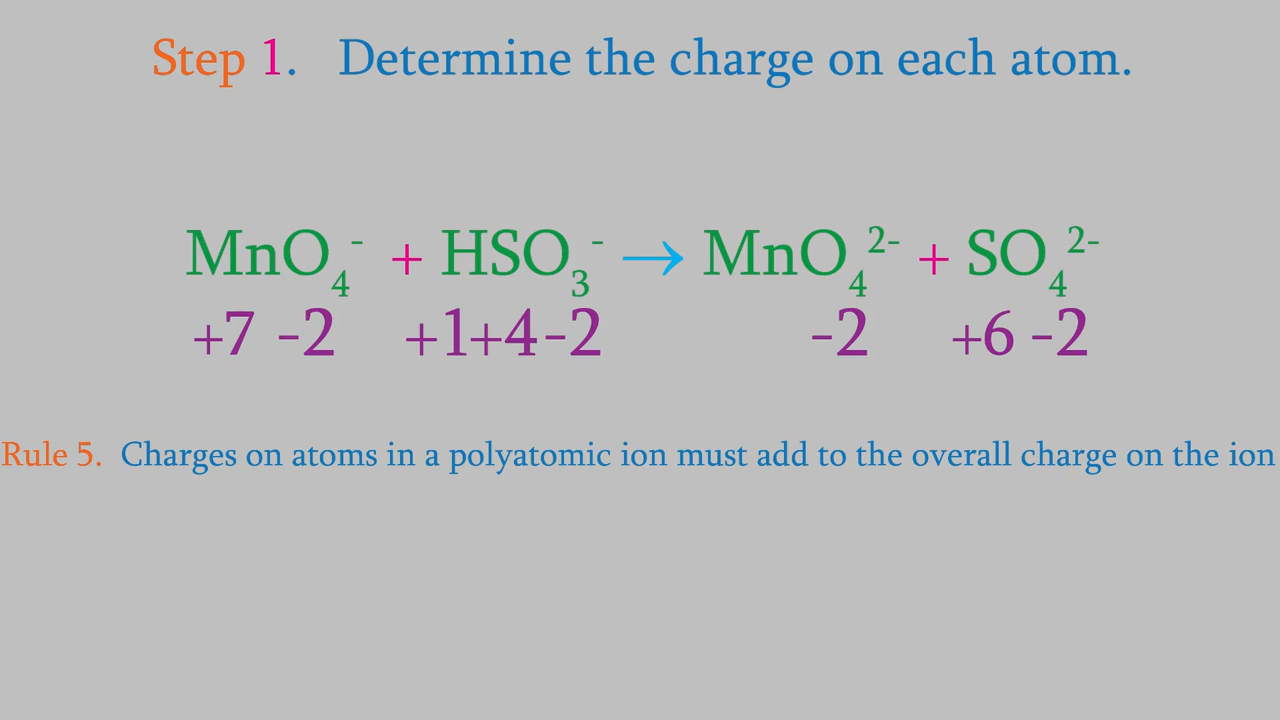 Step 1. Determine the charge on each atom.
MnO₄⁻ + HSO₃⁻ → MnO₄²⁻ + SO₄²⁻
+7 -2 +1+4-2 -2 +6 -2
Rule 5. Charges on atoms in a polyatomic ion must add to the overall charge on the ion